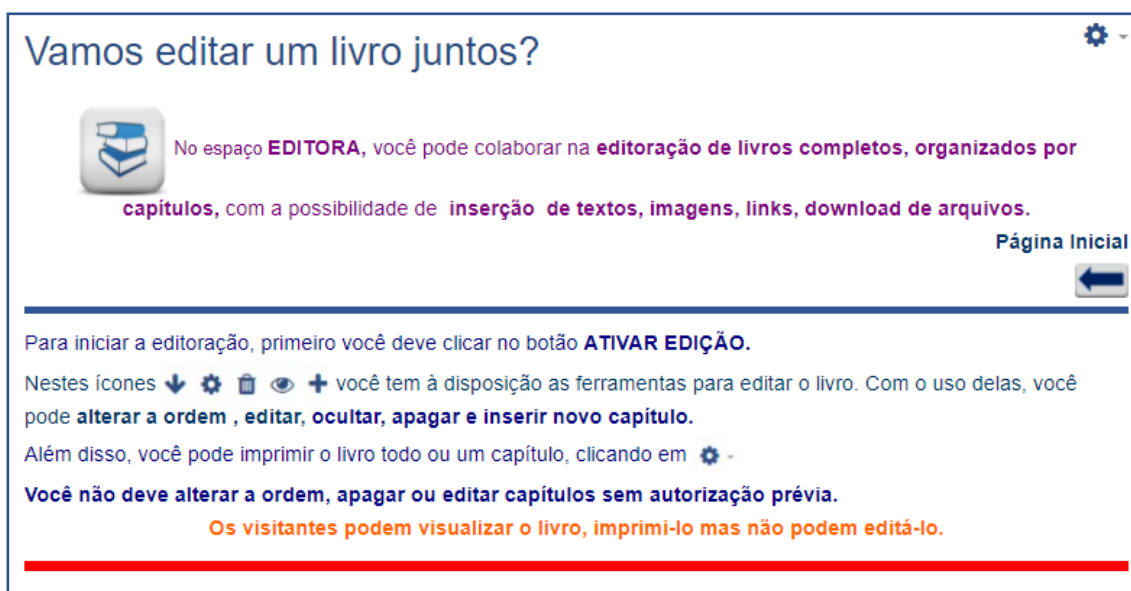 Vamos editar um livro juntos?
No espaço EDITORA, você pode colaborar na editoração de livros completos, organizados por
capítulos, com a possibilidade de inserção de textos, imagens, links, download de arquivos.
Página Inicial
Para iniciar a editoração, primeiro você deve clicar no botão ATIVAR EDIÇÃO.
Nestes ícones você tem à disposição as ferramentas para editar o livro. Com o uso delas, você
pode alterar a ordem , editar, ocultar, apagar e inserir novo capítulo.
Além disso, você pode imprimir o livro todo ou um capítulo, clicando em
Você não deve alterar a ordem, apagar ou editar capítulos sem autorização prévia.
Os visitantes podem visualizar o livro, imprimi-lo mas não podem editá-lo.